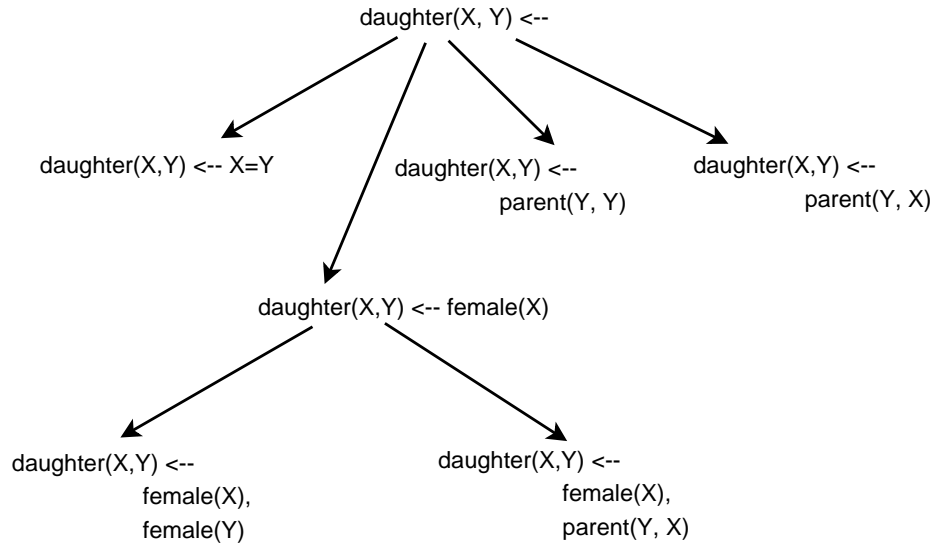 daughter(X, Y) <--
daughter(X,Y) <-- X=Y
daughter(X,Y) <--
parent(Y, Y)
daughter(X,Y) <--
parent(Y, X)
daughter(X,Y) <-- female(X)
daughter(X,Y) <--
female(X),
female(Y)
daughter(X,Y) <--
female(X),
parent(Y, X)